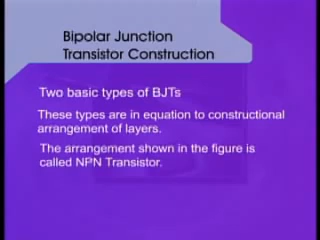 Bipolar Junction
Transistor Construction
Two basic types of BJTs
These types are in equation to constructional
arrangement of layers.
The arrangement shown in the figure is
called NPN Transistor.